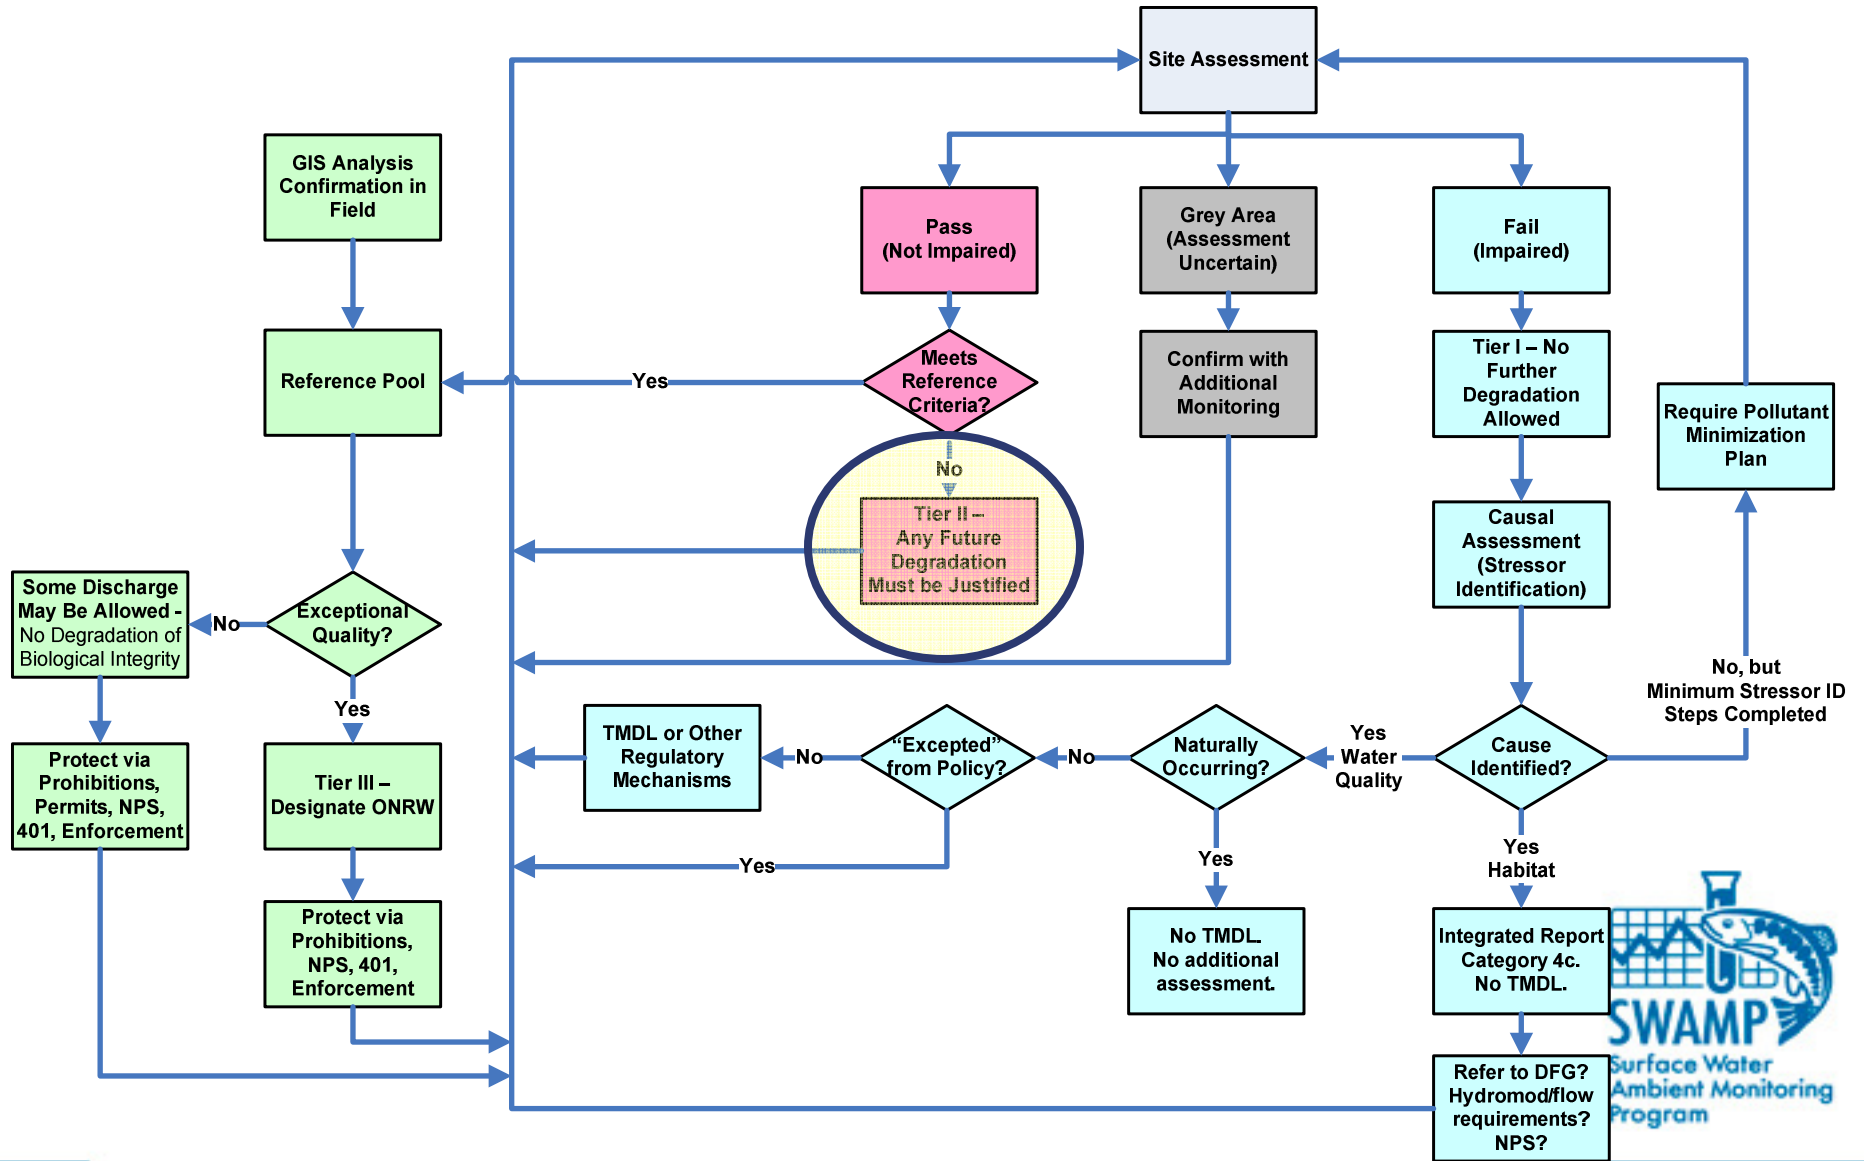 Site Assessment
GIS Analysis
Confirmation in
Field
Pass
(Not Impaired)
Grey Area
(Assessment
Uncertain)
Fail
(Impaired)
Reference Pool
Yes
Meets
Reference
Criteria?
Confirm with
Additional
Monitoring
Tier I – No
Further
Degradation
Allowed
Require Pollutant
Minimization
Plan
No
Tier II –
Any Future
Degradation
Must be Justified
Causal
Assessment
(Stressor
Identification)
Some Discharge
May Be Allowed -
No Degradation of
Biological Integrity
No
Exceptional
Quality?
Yes
No, but
Minimum Stressor ID
Steps Completed
Protect via
Prohibitions,
Permits, NPS,
401, Enforcement
Tier III –
Designate ONRW
TMDL or Other
Regulatory
Mechanisms
No
“Excepted”
from Policy?
No
Naturally
Occurring?
Yes
Water
Quality
Cause
Identified?
Yes
Yes
Yes
Habitat
Protect via
Prohibitions,
NPS, 401,
Enforcement
No TMDL.
No additional
assessment.
Integrated Report
Category 4c.
No TMDL.
Refer to DFG?
Hydromod/flow
requirements?
NPS?
SWAMP
Surface Water
Ambient Monitoring
Program